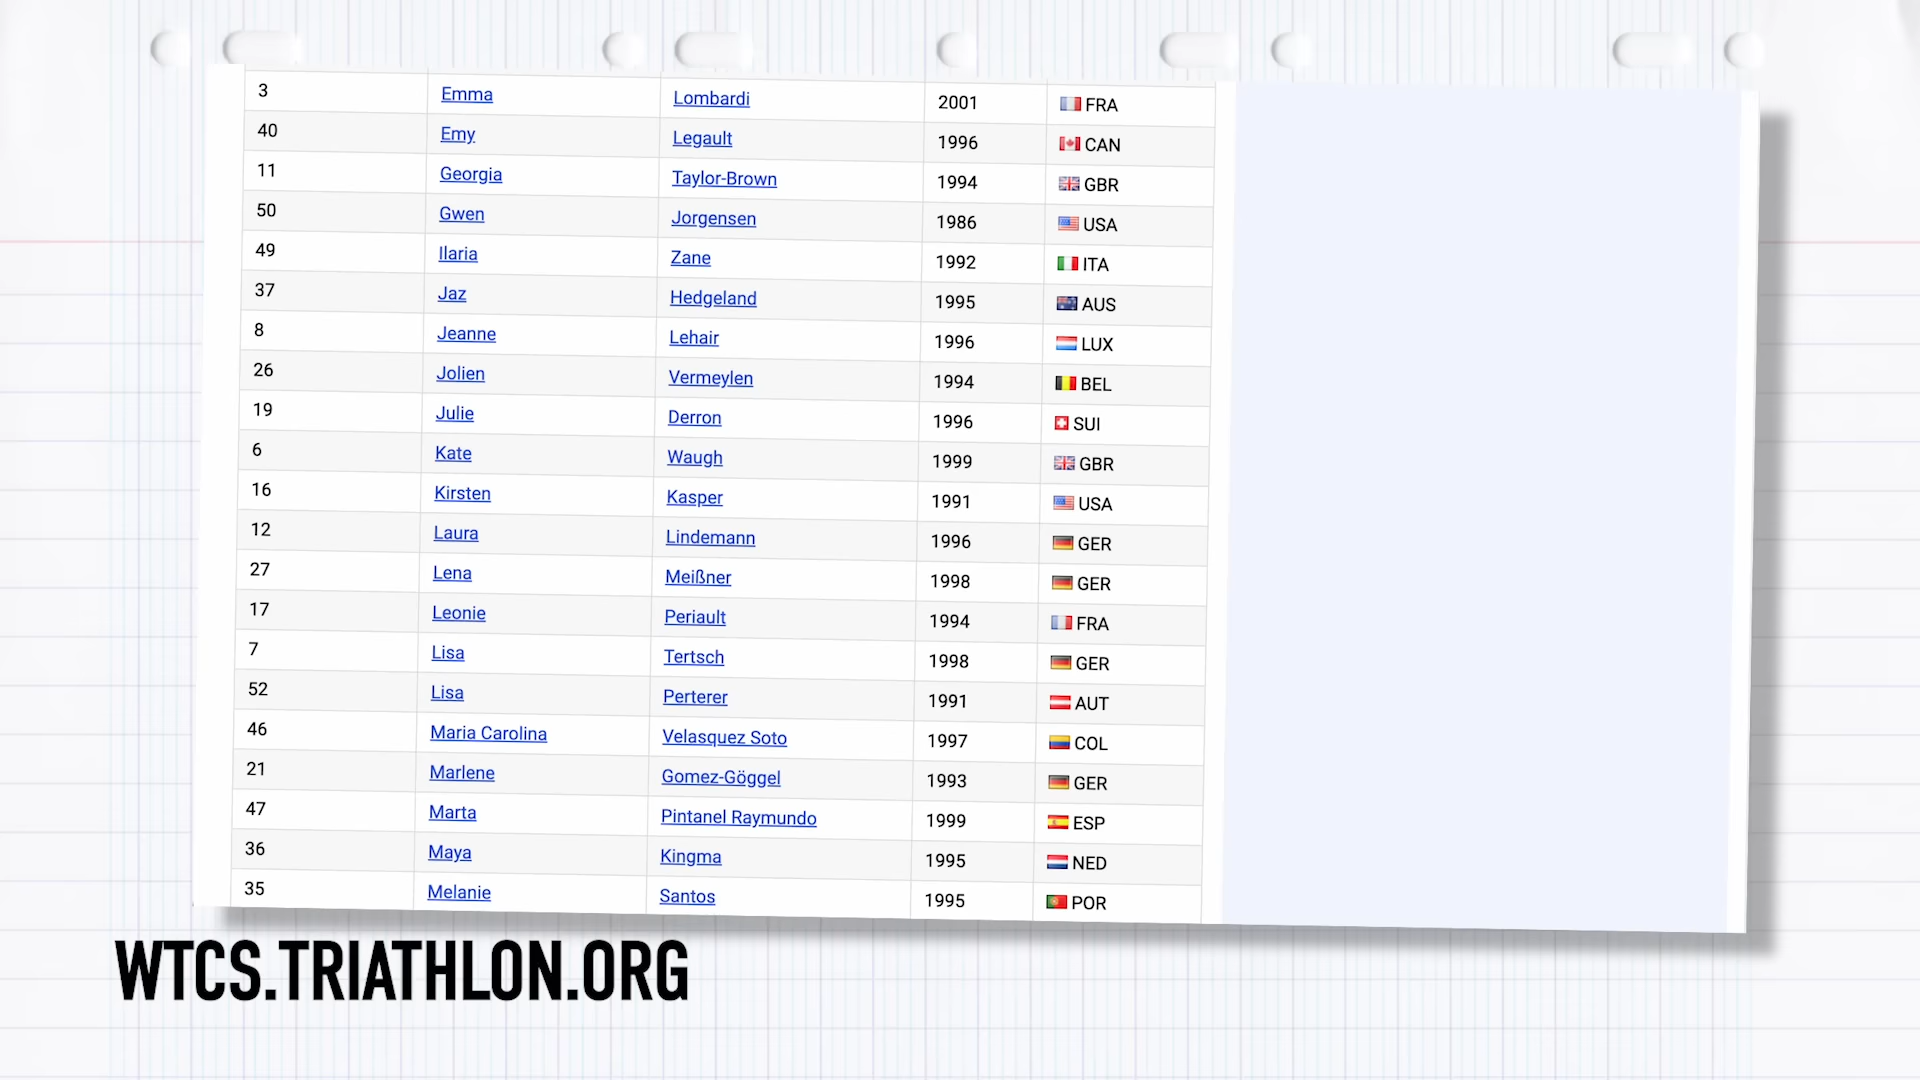 3 Emma Lombardi 2001 FRA
40 Emy Legault 1996 CAN
11 Georgia Taylor-Brown 1994 GBR
50 Gwen Jorgensen 1986 USA
49 Ilaria Zane 1992 ITA
37 Jaz Hedgeland 1995 AUS
8 Jeanne Lehair 1996 LUX
26 Jolien Vermeylen 1994 BEL
19 Julie Derron 1996 SUI
6 Kate Waugh 1999 GBR
16 Kirsten Kasper 1991 USA
12 Laura Lindemann 1996 GER
27 Lena Meißner 1998 GER
17 Leonie Periault 1994 FRA
7 Lisa Tertsch 1998 GER
52 Lisa Perterer 1991 AUT
46 Maria Carolina Velasquez Soto 1997 COL
21 Marlene Gomez-Göggel 1993 GER
47 Marta Pintanel Raymundo 1999 ESP
36 Maya Kingma 1995 NED
35 Melanie Santos 1995 POR
WTCS.TRIATHLON.ORG